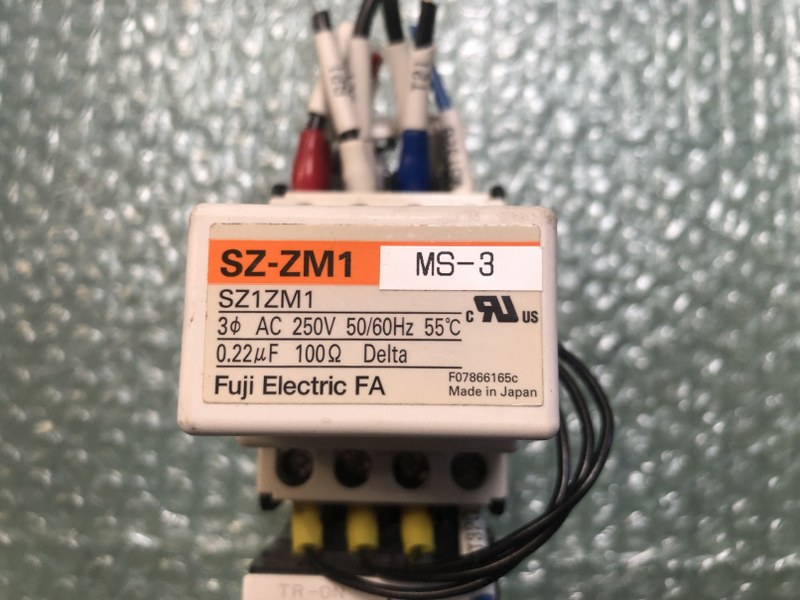 SZ-ZM1 MS-3
SZ1ZM1
3ϕ AC 250V 50/60Hz 55℃
0.22μF 100Ω Delta
Fuji Electric FA
F07866165c
Made in Japan
C US